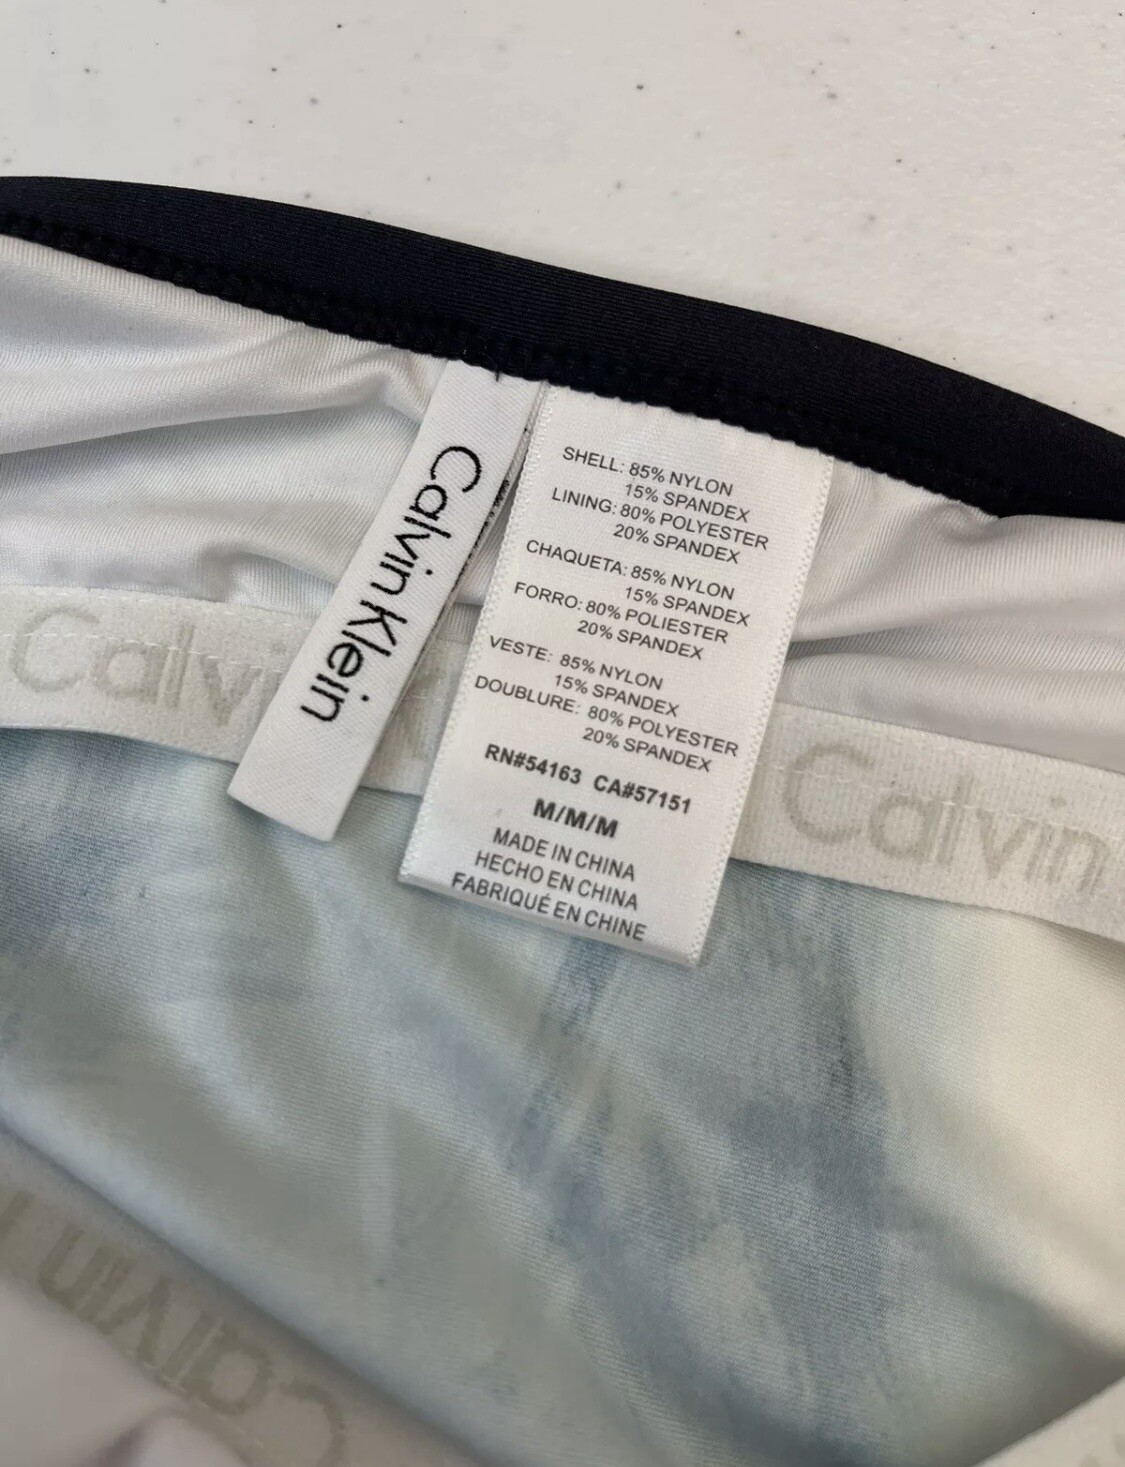 Calvin Klein
SHELL: 85% NYLON
15% SPANDEX
LINING: 80% POLYESTER
20% SPANDEX
CHAQUETA: 85% NYLON
15% SPANDEX
FORRO: 80% POLIESTER
20% SPANDEX
VESTE: 85% NYLON
15% SPANDEX
DOUBLURE: 80% POLYESTER
20% SPANDEX
RN#54163 CA#57151
M/M/M
MADE IN CHINA
HECHO EN CHINA
FABRIQUÉ EN CHINE
Calvin
Calvin
Calvin